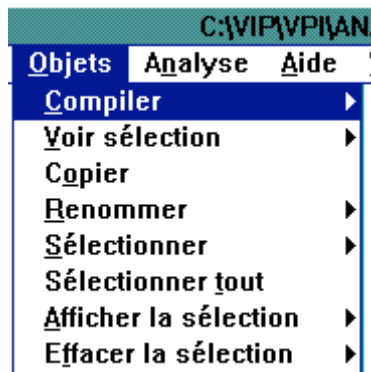 C:\VIP\VPI\AN
Objets Analyse Aide
Compiler
Voir sélection
Copier
Renommer
Sélectionner
Sélectionner tout
Afficher la sélection
Effacer la sélection